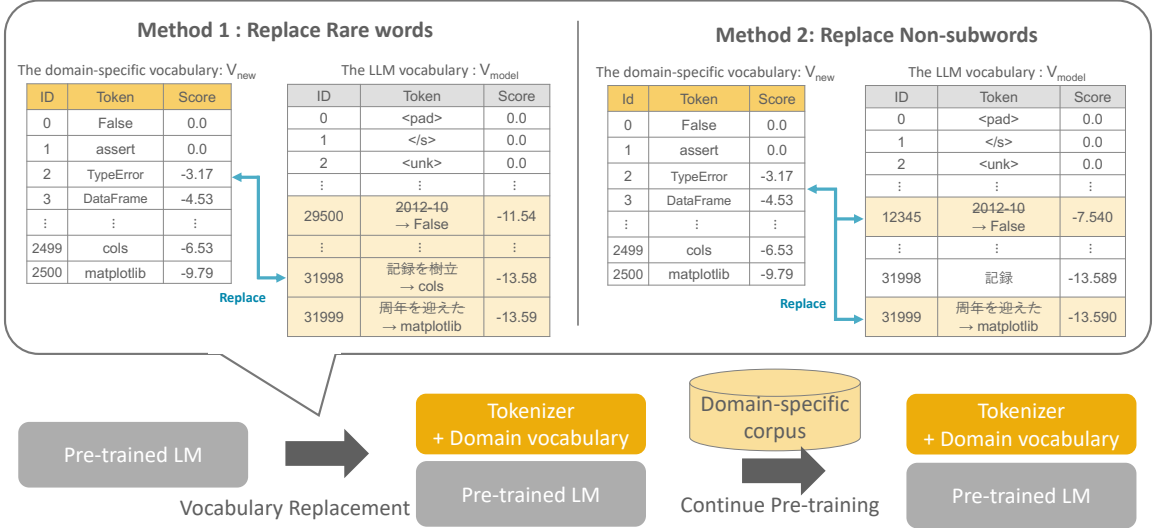 Method 1 : Replace Rare words
The domain-specific vocabulary: Vnew
ID Token Score
0 False 0.0
1 assert 0.0
2 TypeError -3.17
3 DataFrame -4.53
⋮ ⋮ ⋮
2499 cols -6.53
2500 matplotlib -9.79
Replace
The LLM vocabulary : Vmodel
ID Token Score
0 <pad> 0.0
1 </s> 0.0
2 <unk> 0.0
⋮ ⋮ ⋮
29500 2012-10 -11.54
→ False
⋮ ⋮ ⋮
31998 記録を樹立 -13.58
→ cols
31999 周年を迎えた -13.59
→ matplotlib
Method 2: Replace Non-subwords
The domain-specific vocabulary: Vnew
Id Token Score
0 False 0.0
1 assert 0.0
2 TypeError -3.17
3 DataFrame -4.53
⋮ ⋮ ⋮
2499 cols -6.53
2500 matplotlib -9.79
Replace
The LLM vocabulary : Vmodel
ID Token Score
0 <pad> 0.0
1 </s> 0.0
2 <unk> 0.0
⋮ ⋮ ⋮
12345 2012-10 -7.540
→ False
⋮ ⋮ ⋮
31998 記録 -13.589
31999 周年を迎えた -13.590
→ matplotlib
Pre-trained LM
Vocabulary Replacement
Tokenizer
+ Domain vocabulary
Pre-trained LM
Domain-specific
corpus
Continue Pre-training
Tokenizer
+ Domain vocabulary
Pre-trained LM